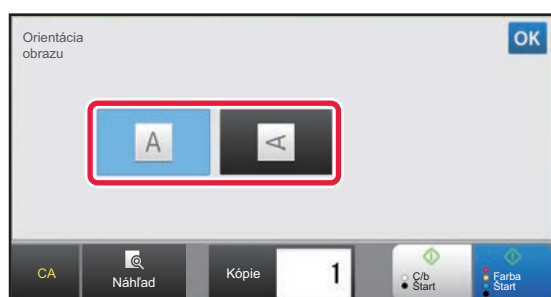 Orientácia
obrazu
OK
A
A
CA
Náhľad
Kópie
1
Č/b
Štart
Farba
Štart